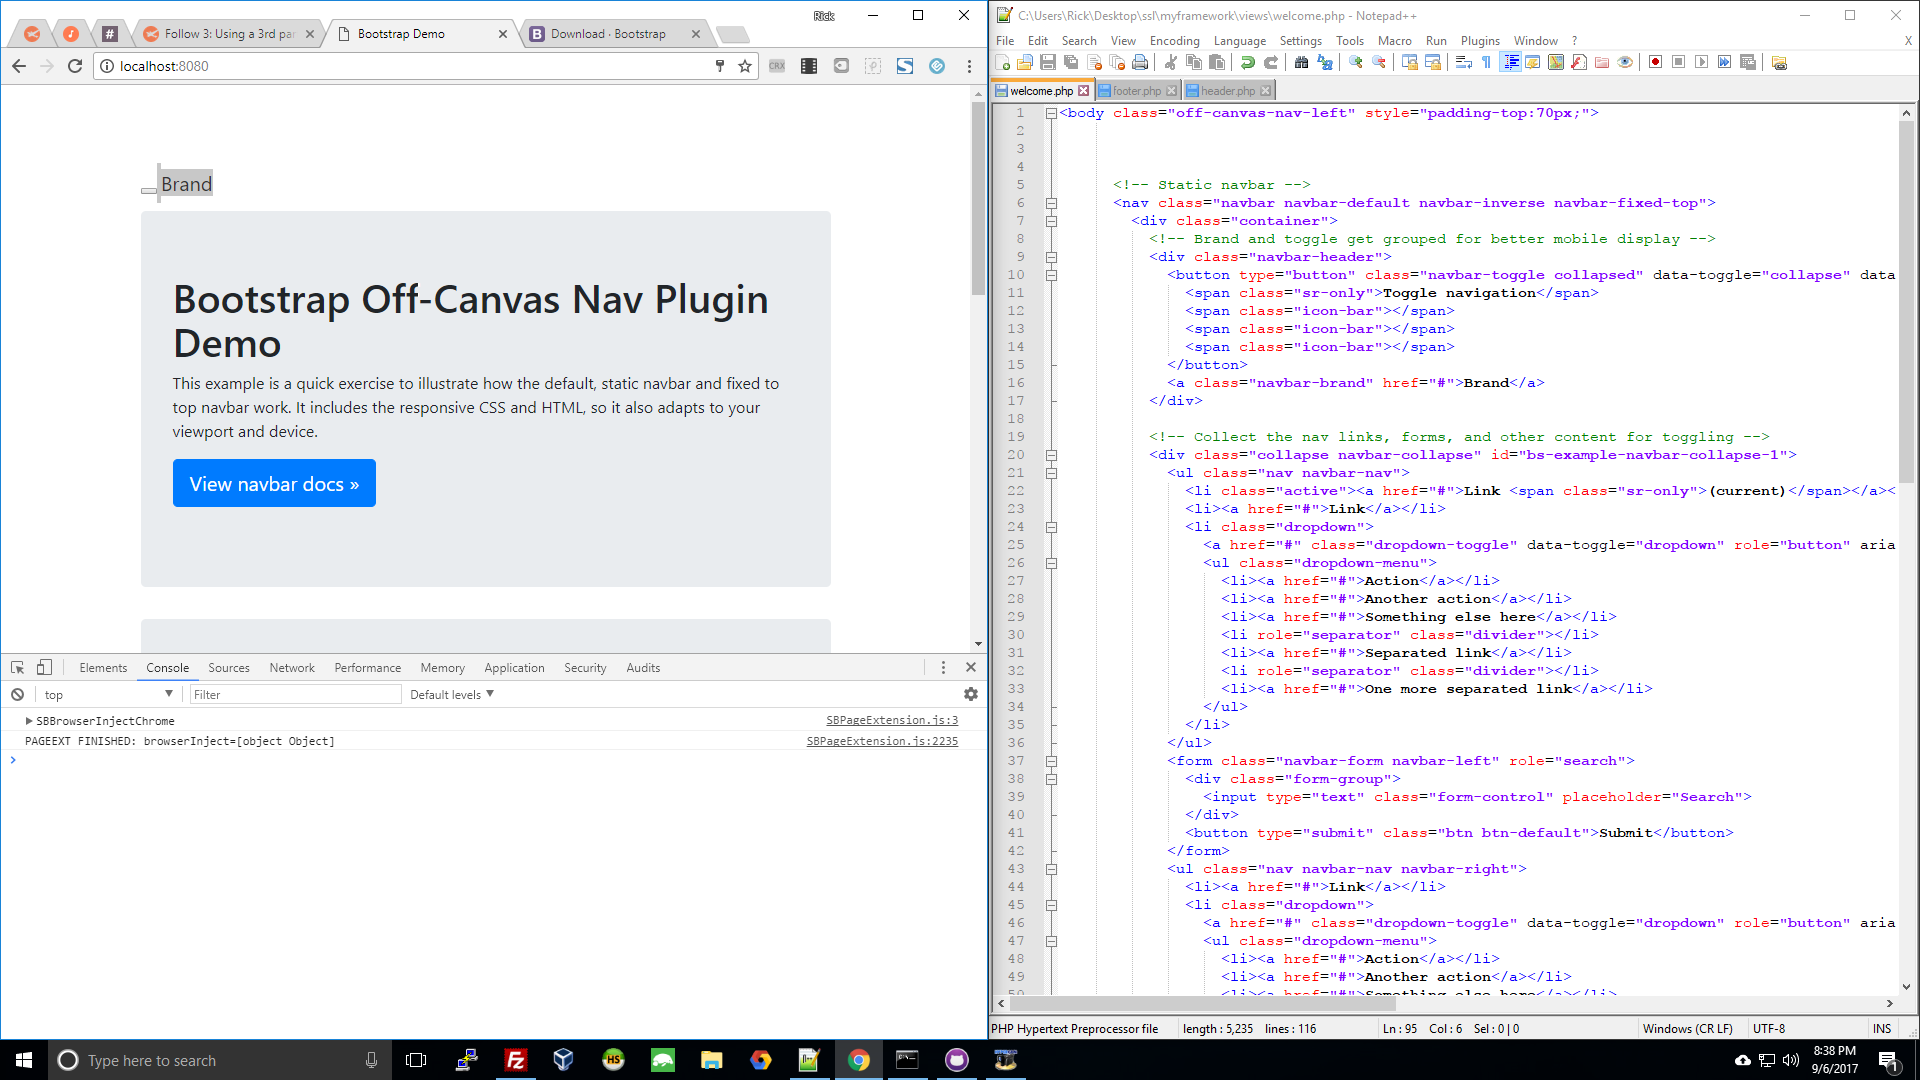 Rick
Follow 3: Using a 3rd par
Bootstrap Demo
Download · Bootstrap
localhost:8080
CRX
Brand
Bootstrap Off-Canvas Nav Plugin
Demo
This example is a quick exercise to illustrate how the default, static navbar and fixed to
top navbar work. It includes the responsive CSS and HTML, so it also adapts to your
viewport and device.
View navbar docs »
Elements Console Sources Network Performance Memory Application Security Audits
top Filter Default levels
SBBrowserInjectChrome SBPageExtension.js:3
PAGEEXT FINISHED: browserInject=[object Object] SBPageExtension.js:2235
C:\Users\Rick\Desktop\ssl\myframework\views\welcome.php - Notepad++
File Edit Search View Encoding Language Settings Tools Macro Run Plugins Window ? X
welcome.php footer.php header.php
1 <body class="off-canvas-nav-left" style="padding-top:70px;">
2
3
4
5 <!-- Static navbar -->
6 <nav class="navbar navbar-default navbar-inverse navbar-fixed-top">
7 <div class="container">
8 <!-- Brand and toggle get grouped for better mobile display -->
9 <div class="navbar-header">
10 <button type="button" class="navbar-toggle collapsed" data-toggle="collapse" data
11 <span class="sr-only">Toggle navigation</span>
12 <span class="icon-bar"></span>
13 <span class="icon-bar"></span>
14 <span class="icon-bar"></span>
15 </button>
16 <a class="navbar-brand" href="#">Brand</a>
17 </div>
18
19 <!-- Collect the nav links, forms, and other content for toggling -->
20 <div class="collapse navbar-collapse" id="bs-example-navbar-collapse-1">
21 <ul class="nav navbar-nav">
22 <li class="active"><a href="#">Link <span class="sr-only">(current)</span></a><
23 <li><a href="#">Link</a></li>
24 <li class="dropdown">
25 <a href="#" class="dropdown-toggle" data-toggle="dropdown" role="button" aria
26 <ul class="dropdown-menu">
27 <li><a href="#">Action</a></li>
28 <li><a href="#">Another action</a></li>
29 <li><a href="#">Something else here</a></li>
30 <li role="separator" class="divider"></li>
31 <li><a href="#">Separated link</a></li>
32 <li role="separator" class="divider"></li>
33 <li><a href="#">One more separated link</a></li>
34 </ul>
35 </li>
36 </ul>
37 <form class="navbar-form navbar-left" role="search">
38 <div class="form-group">
39 <input type="text" class="form-control" placeholder="Search">
40 </div>
41 <button type="submit" class="btn btn-default">Submit</button>
42 </form>
43 <ul class="nav navbar-nav navbar-right">
44 <li><a href="#">Link</a></li>
45 <li class="dropdown">
46 <a href="#" class="dropdown-toggle" data-toggle="dropdown" role="button" aria
47 <ul class="dropdown-menu">
48 <li><a href="#">Action</a></li>
49 <li><a href="#">Another action</a></li>
50 <li><a href="#">Something else here</a></li>
PHP Hypertext Preprocessor file length : 5,235 lines : 116 Ln : 95 Col : 6 Sel : 0 | 0 Windows (CR LF) UTF-8 INS
Type here to search
HS
8:38 PM
9/6/2017
1